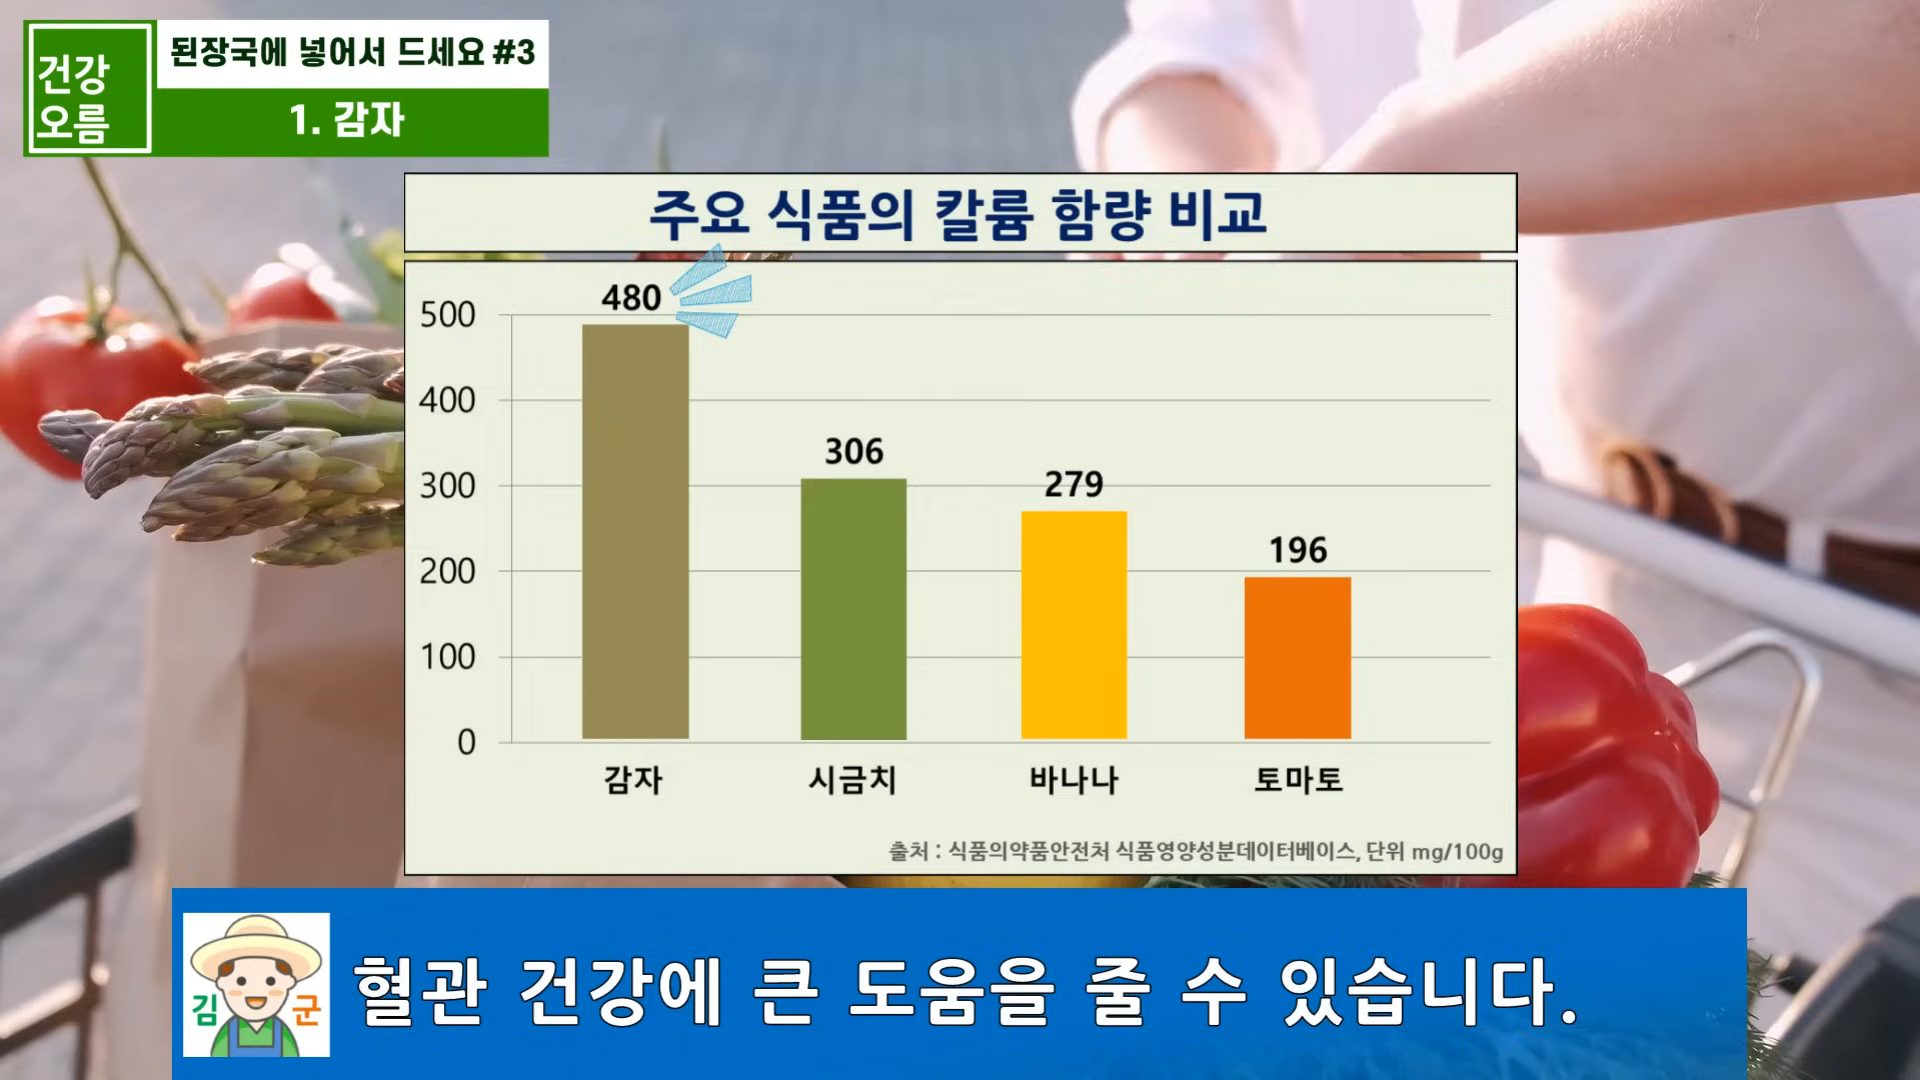 건강
오름
된장국에 넣어서 드세요 #3
1. 감자
주요 식품의 칼륨 함량 비교
500
400
300
200
100
0
480
306
279
196
감자
시금치
바나나
토마토
출처 : 식품의약품안전처 식품영양성분데이터베이스, 단위 mg/100g
김 군
혈관 건강에 큰 도움을 줄 수 있습니다.